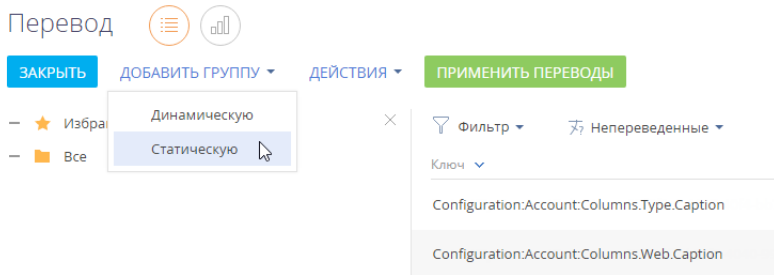 Перевод
ЗАКРЫТЬ ДОБАВИТЬ ГРУППУ ДЕЙСТВИЯ ПРИМЕНИТЬ ПЕРЕВОДЫ
Динамическую
Статическую
Все
Фильтр Непереведенные
Ключ
Configuration:Account:Columns.Type.Caption
Configuration:Account:Columns.Web.Caption